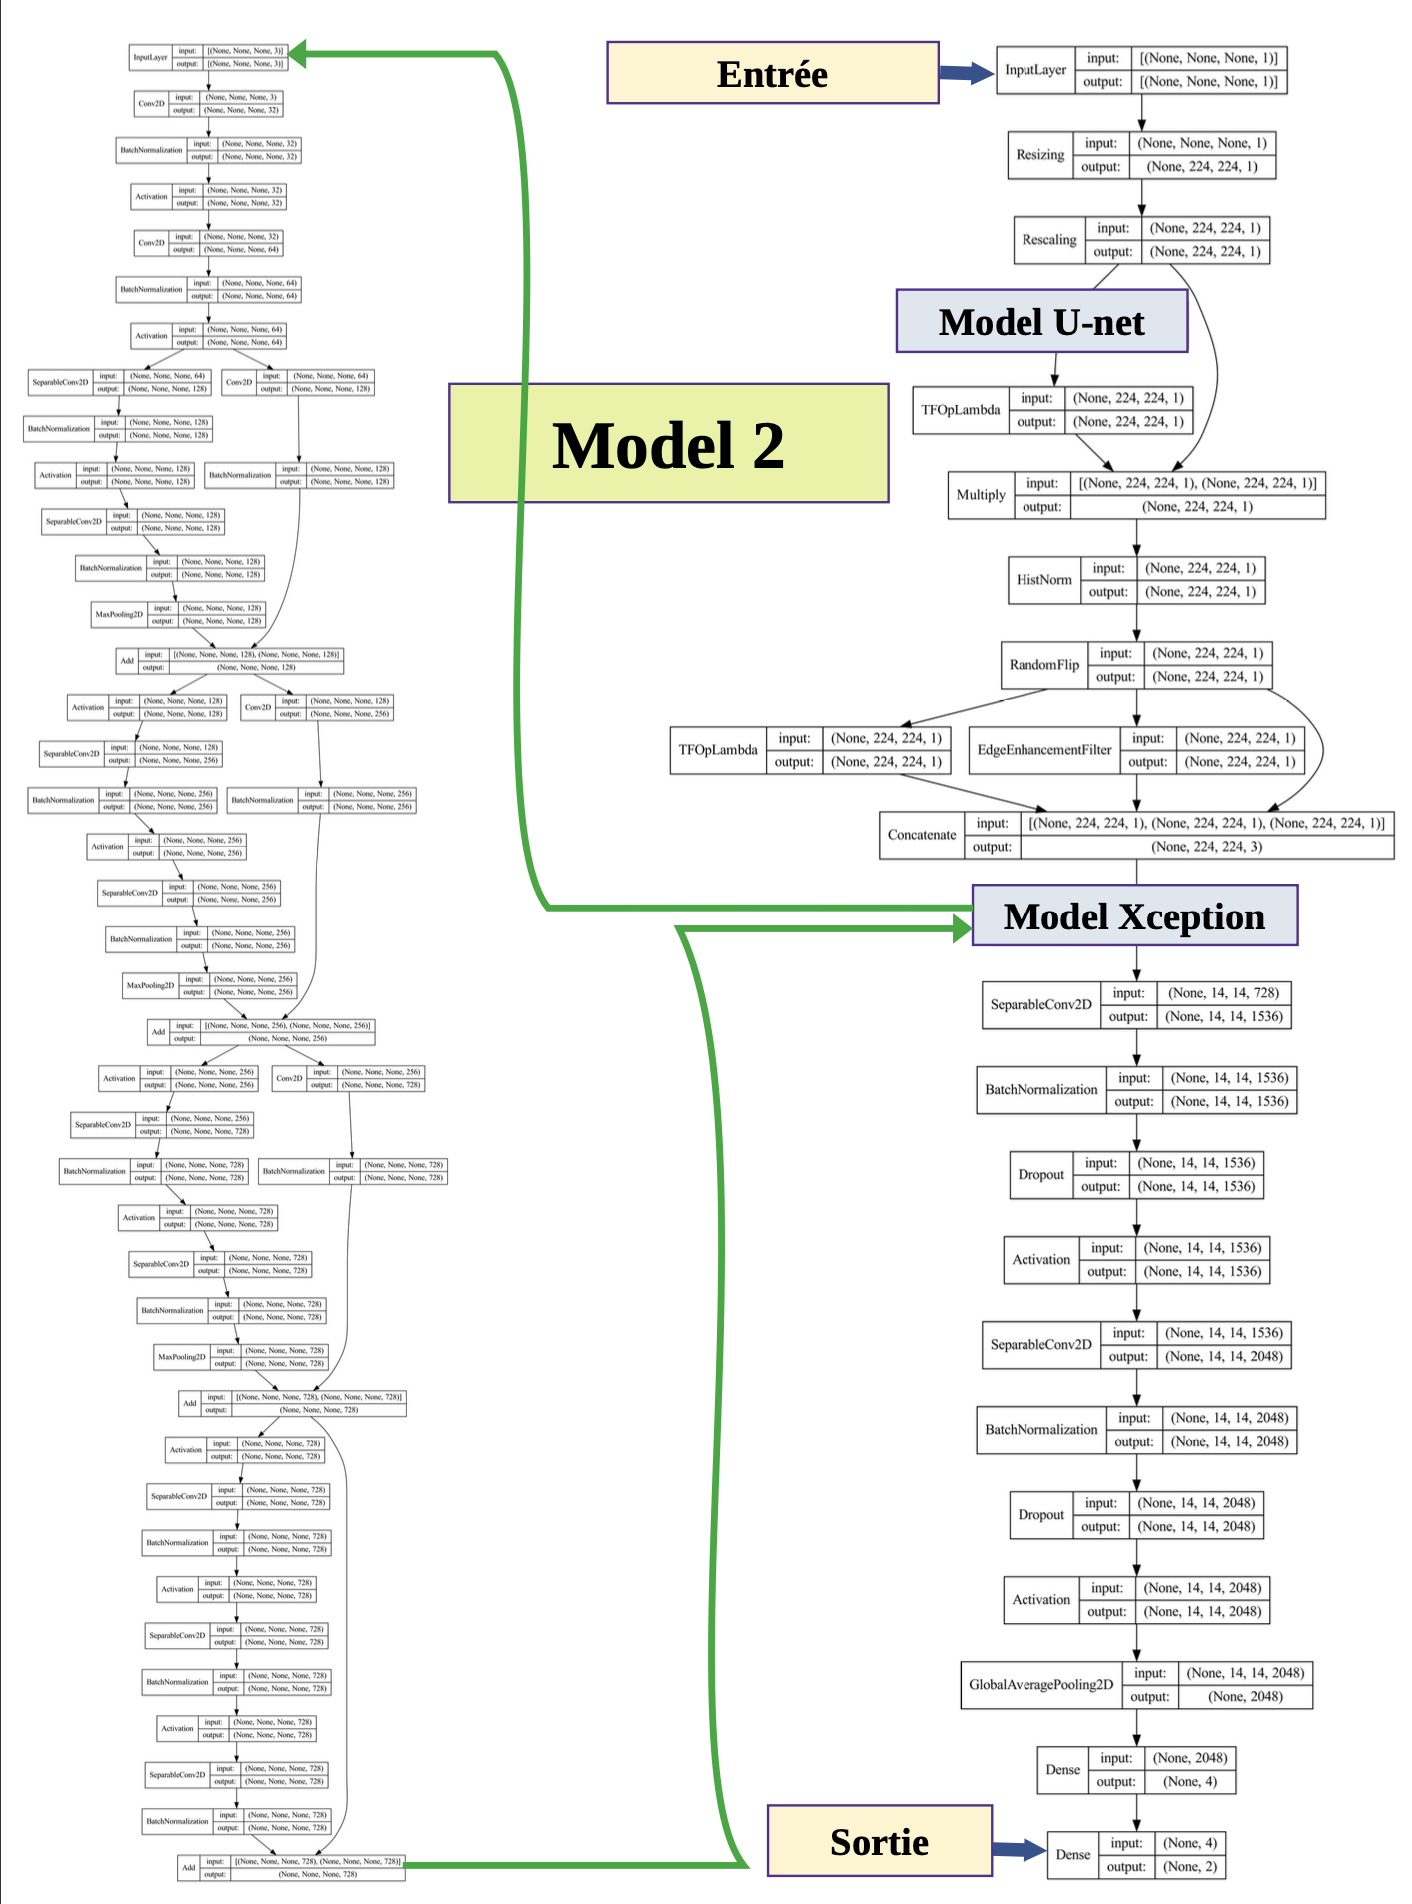 InputLayer input: [(None, None, None, 3)]
output: [(None, None, None, 3)]
Conv2D input: (None, None, None, 3)
output: (None, None, None, 32)
BatchNormalization input: (None, None, None, 32)
output: (None, None, None, 32)
Activation input: (None, None, None, 32)
output: (None, None, None, 32)
Conv2D input: (None, None, None, 32)
output: (None, None, None, 64)
BatchNormalization input: (None, None, None, 64)
output: (None, None, None, 64)
Activation input: (None, None, None, 64)
output: (None, None, None, 64)
SeparableConv2D input: (None, None, None, 64)
output: (None, None, None, 128)
Conv2D input: (None, None, None, 64)
output: (None, None, None, 128)
BatchNormalization input: (None, None, None, 128)
output: (None, None, None, 128)
Activation input: (None, None, None, 128)
output: (None, None, None, 128)
BatchNormalization input: (None, None, None, 128)
output: (None, None, None, 128)
SeparableConv2D input: (None, None, None, 128)
output: (None, None, None, 128)
BatchNormalization input: (None, None, None, 128)
output: (None, None, None, 128)
MaxPooling2D input: (None, None, None, 128)
output: (None, None, None, 128)
Add input: [(None, None, None, 128), (None, None, None, 128)]
output: (None, None, None, 128)
Activation input: (None, None, None, 128)
output: (None, None, None, 128)
Conv2D input: (None, None, None, 128)
output: (None, None, None, 256)
SeparableConv2D input: (None, None, None, 128)
output: (None, None, None, 256)
BatchNormalization input: (None, None, None, 256)
output: (None, None, None, 256)
BatchNormalization input: (None, None, None, 256)
output: (None, None, None, 256)
Activation input: (None, None, None, 256)
output: (None, None, None, 256)
SeparableConv2D input: (None, None, None, 256)
output: (None, None, None, 256)
BatchNormalization input: (None, None, None, 256)
output: (None, None, None, 256)
MaxPooling2D input: (None, None, None, 256)
output: (None, None, None, 256)
Add input: [(None, None, None, 256), (None, None, None, 256)]
output: (None, None, None, 256)
Activation input: (None, None, None, 256)
output: (None, None, None, 256)
Conv2D input: (None, None, None, 256)
output: (None, None, None, 728)
SeparableConv2D input: (None, None, None, 256)
output: (None, None, None, 728)
BatchNormalization input: (None, None, None, 728)
output: (None, None, None, 728)
BatchNormalization input: (None, None, None, 728)
output: (None, None, None, 728)
Activation input: (None, None, None, 728)
output: (None, None, None, 728)
SeparableConv2D input: (None, None, None, 728)
output: (None, None, None, 728)
BatchNormalization input: (None, None, None, 728)
output: (None, None, None, 728)
MaxPooling2D input: (None, None, None, 728)
output: (None, None, None, 728)
Add input: [(None, None, None, 728), (None, None, None, 728)]
output: (None, None, None, 728)
Activation input: (None, None, None, 728)
output: (None, None, None, 728)
SeparableConv2D input: (None, None, None, 728)
output: (None, None, None, 728)
BatchNormalization input: (None, None, None, 728)
output: (None, None, None, 728)
Activation input: (None, None, None, 728)
output: (None, None, None, 728)
SeparableConv2D input: (None, None, None, 728)
output: (None, None, None, 728)
BatchNormalization input: (None, None, None, 728)
output: (None, None, None, 728)
Activation input: (None, None, None, 728)
output: (None, None, None, 728)
SeparableConv2D input: (None, None, None, 728)
output: (None, None, None, 728)
BatchNormalization input: (None, None, None, 728)
output: (None, None, None, 728)
Add input: [(None, None, None, 728), (None, None, None, 728)]
output: (None, None, None, 728)
Model 2
Entrée
InputLayer input: [(None, None, None, 1)]
output: [(None, None, None, 1)]
Resizing input: (None, None, None, 1)
output: (None, 224, 224, 1)
Rescaling input: (None, 224, 224, 1)
output: (None, 224, 224, 1)
Model U-net
TFOpLambda input: (None, 224, 224, 1)
output: (None, 224, 224, 1)
Multiply input: [(None, 224, 224, 1), (None, 224, 224, 1)]
output: (None, 224, 224, 1)
HistNorm input: (None, 224, 224, 1)
output: (None, 224, 224, 1)
RandomFlip input: (None, 224, 224, 1)
output: (None, 224, 224, 1)
TFOpLambda input: (None, 224, 224, 1)
output: (None, 224, 224, 1)
EdgeEnhancementFilter input: (None, 224, 224, 1)
output: (None, 224, 224, 1)
Concatenate input: [(None, 224, 224, 1), (None, 224, 224, 1), (None, 224, 224, 1)]
output: (None, 224, 224, 3)
Model Xception
SeparableConv2D input: (None, 14, 14, 728)
output: (None, 14, 14, 1536)
BatchNormalization input: (None, 14, 14, 1536)
output: (None, 14, 14, 1536)
Dropout input: (None, 14, 14, 1536)
output: (None, 14, 14, 1536)
Activation input: (None, 14, 14, 1536)
output: (None, 14, 14, 1536)
SeparableConv2D input: (None, 14, 14, 1536)
output: (None, 14, 14, 2048)
BatchNormalization input: (None, 14, 14, 2048)
output: (None, 14, 14, 2048)
Dropout input: (None, 14, 14, 2048)
output: (None, 14, 14, 2048)
Activation input: (None, 14, 14, 2048)
output: (None, 14, 14, 2048)
GlobalAveragePooling2D input: (None, 14, 14, 2048)
output: (None, 2048)
Dense input: (None, 2048)
output: (None, 4)
Sortie
Dense input: (None, 4)
output: (None, 2)